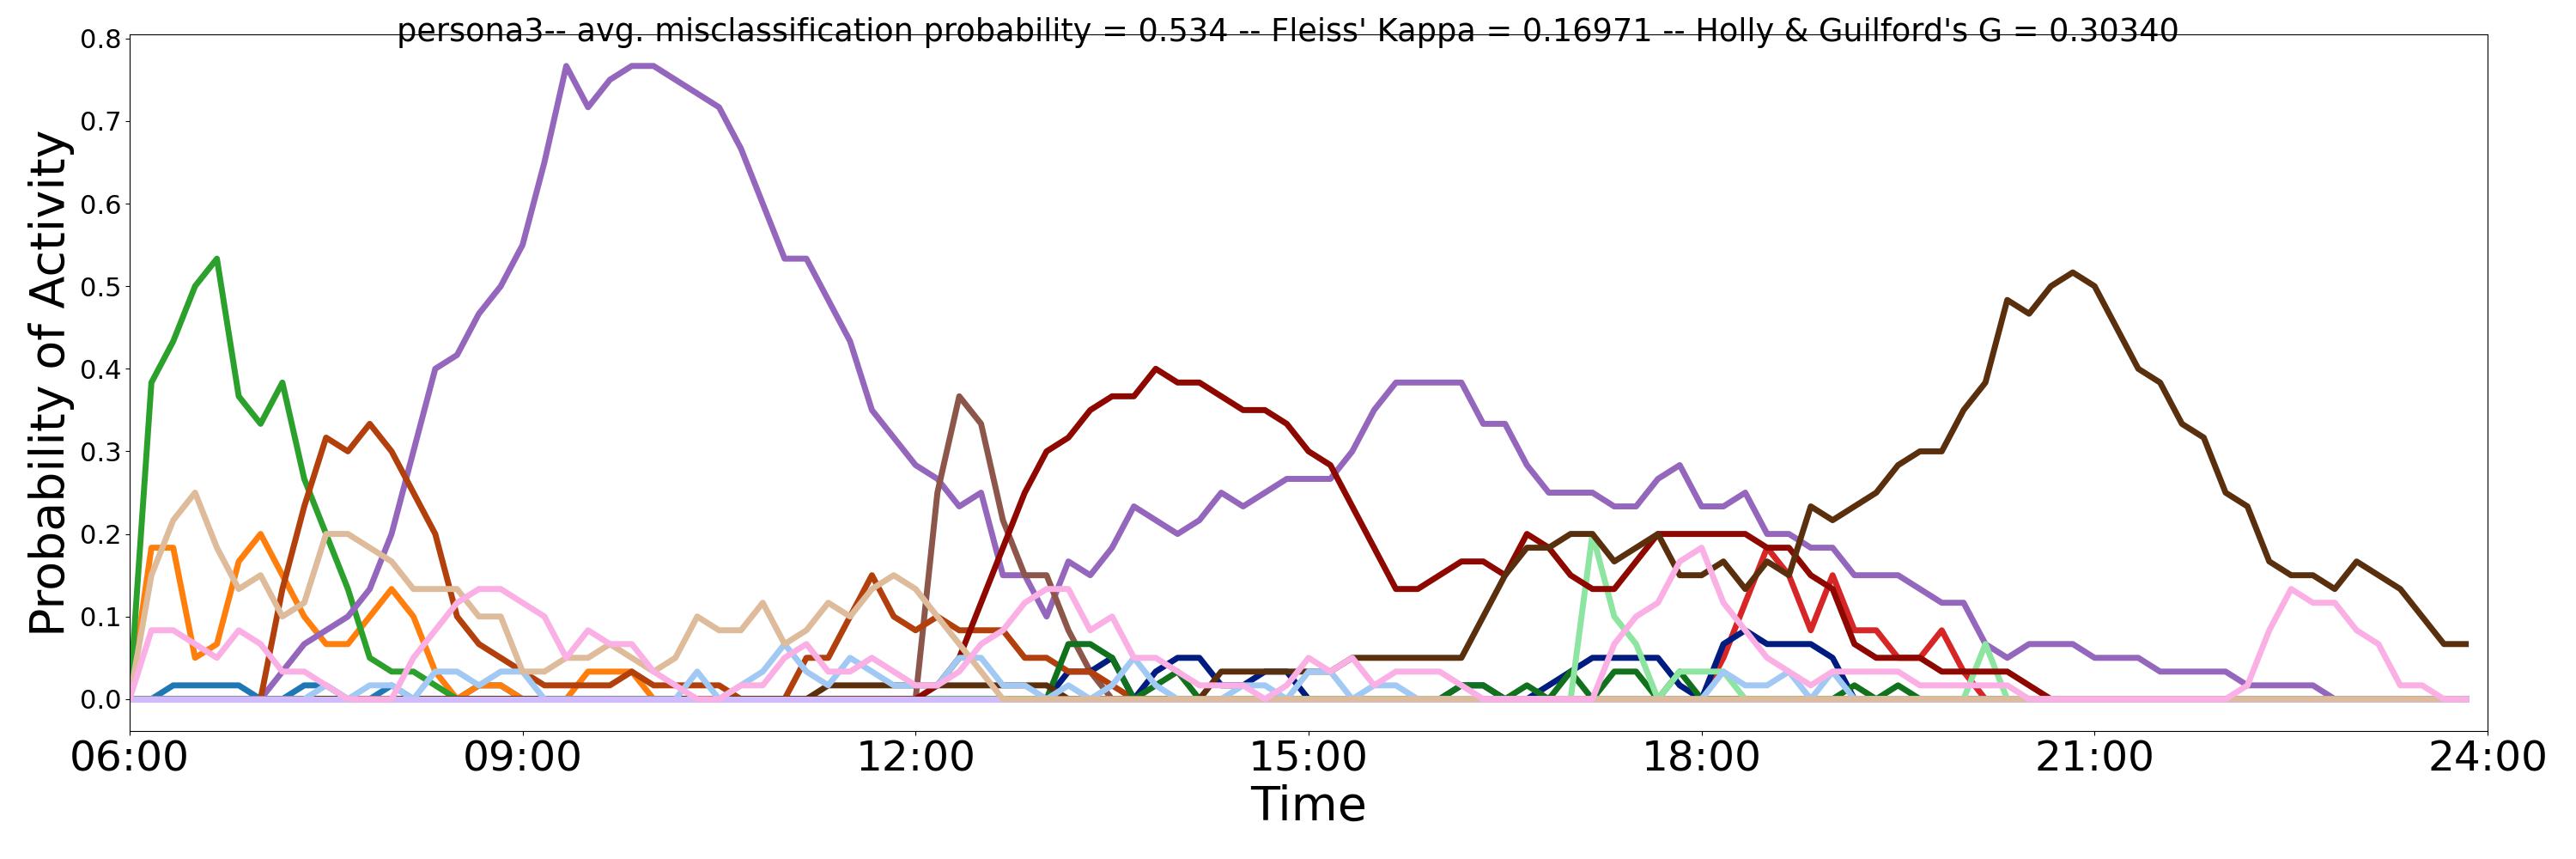 persona3-- avg. misclassification probability = 0.534 -- Fleiss' Kappa = 0.16971 -- Holly & Guilford's G = 0.30340
Probability of Activity
0.8
0.7
0.6
0.5
0.4
0.3
0.2
0.1
0.0
06:00 09:00 12:00 15:00 18:00 21:00 24:00
Time